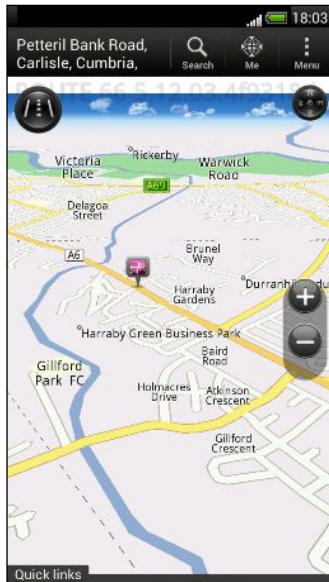 18:03
Petteril Bank Road,
Carlisle, Cumbria,
Search
Me
Menu
N
Rickerby
Victoria
Place
Warwick
Road
A69
Delagoa
Street
A6
Brunel
Way
Harraby
Gardens
Harraby Green Business Park
Baird
Road
Gillford
Park FC
Holmacres
Drive
Atkinson
Crescent
Gillford
Crescent
Quick links